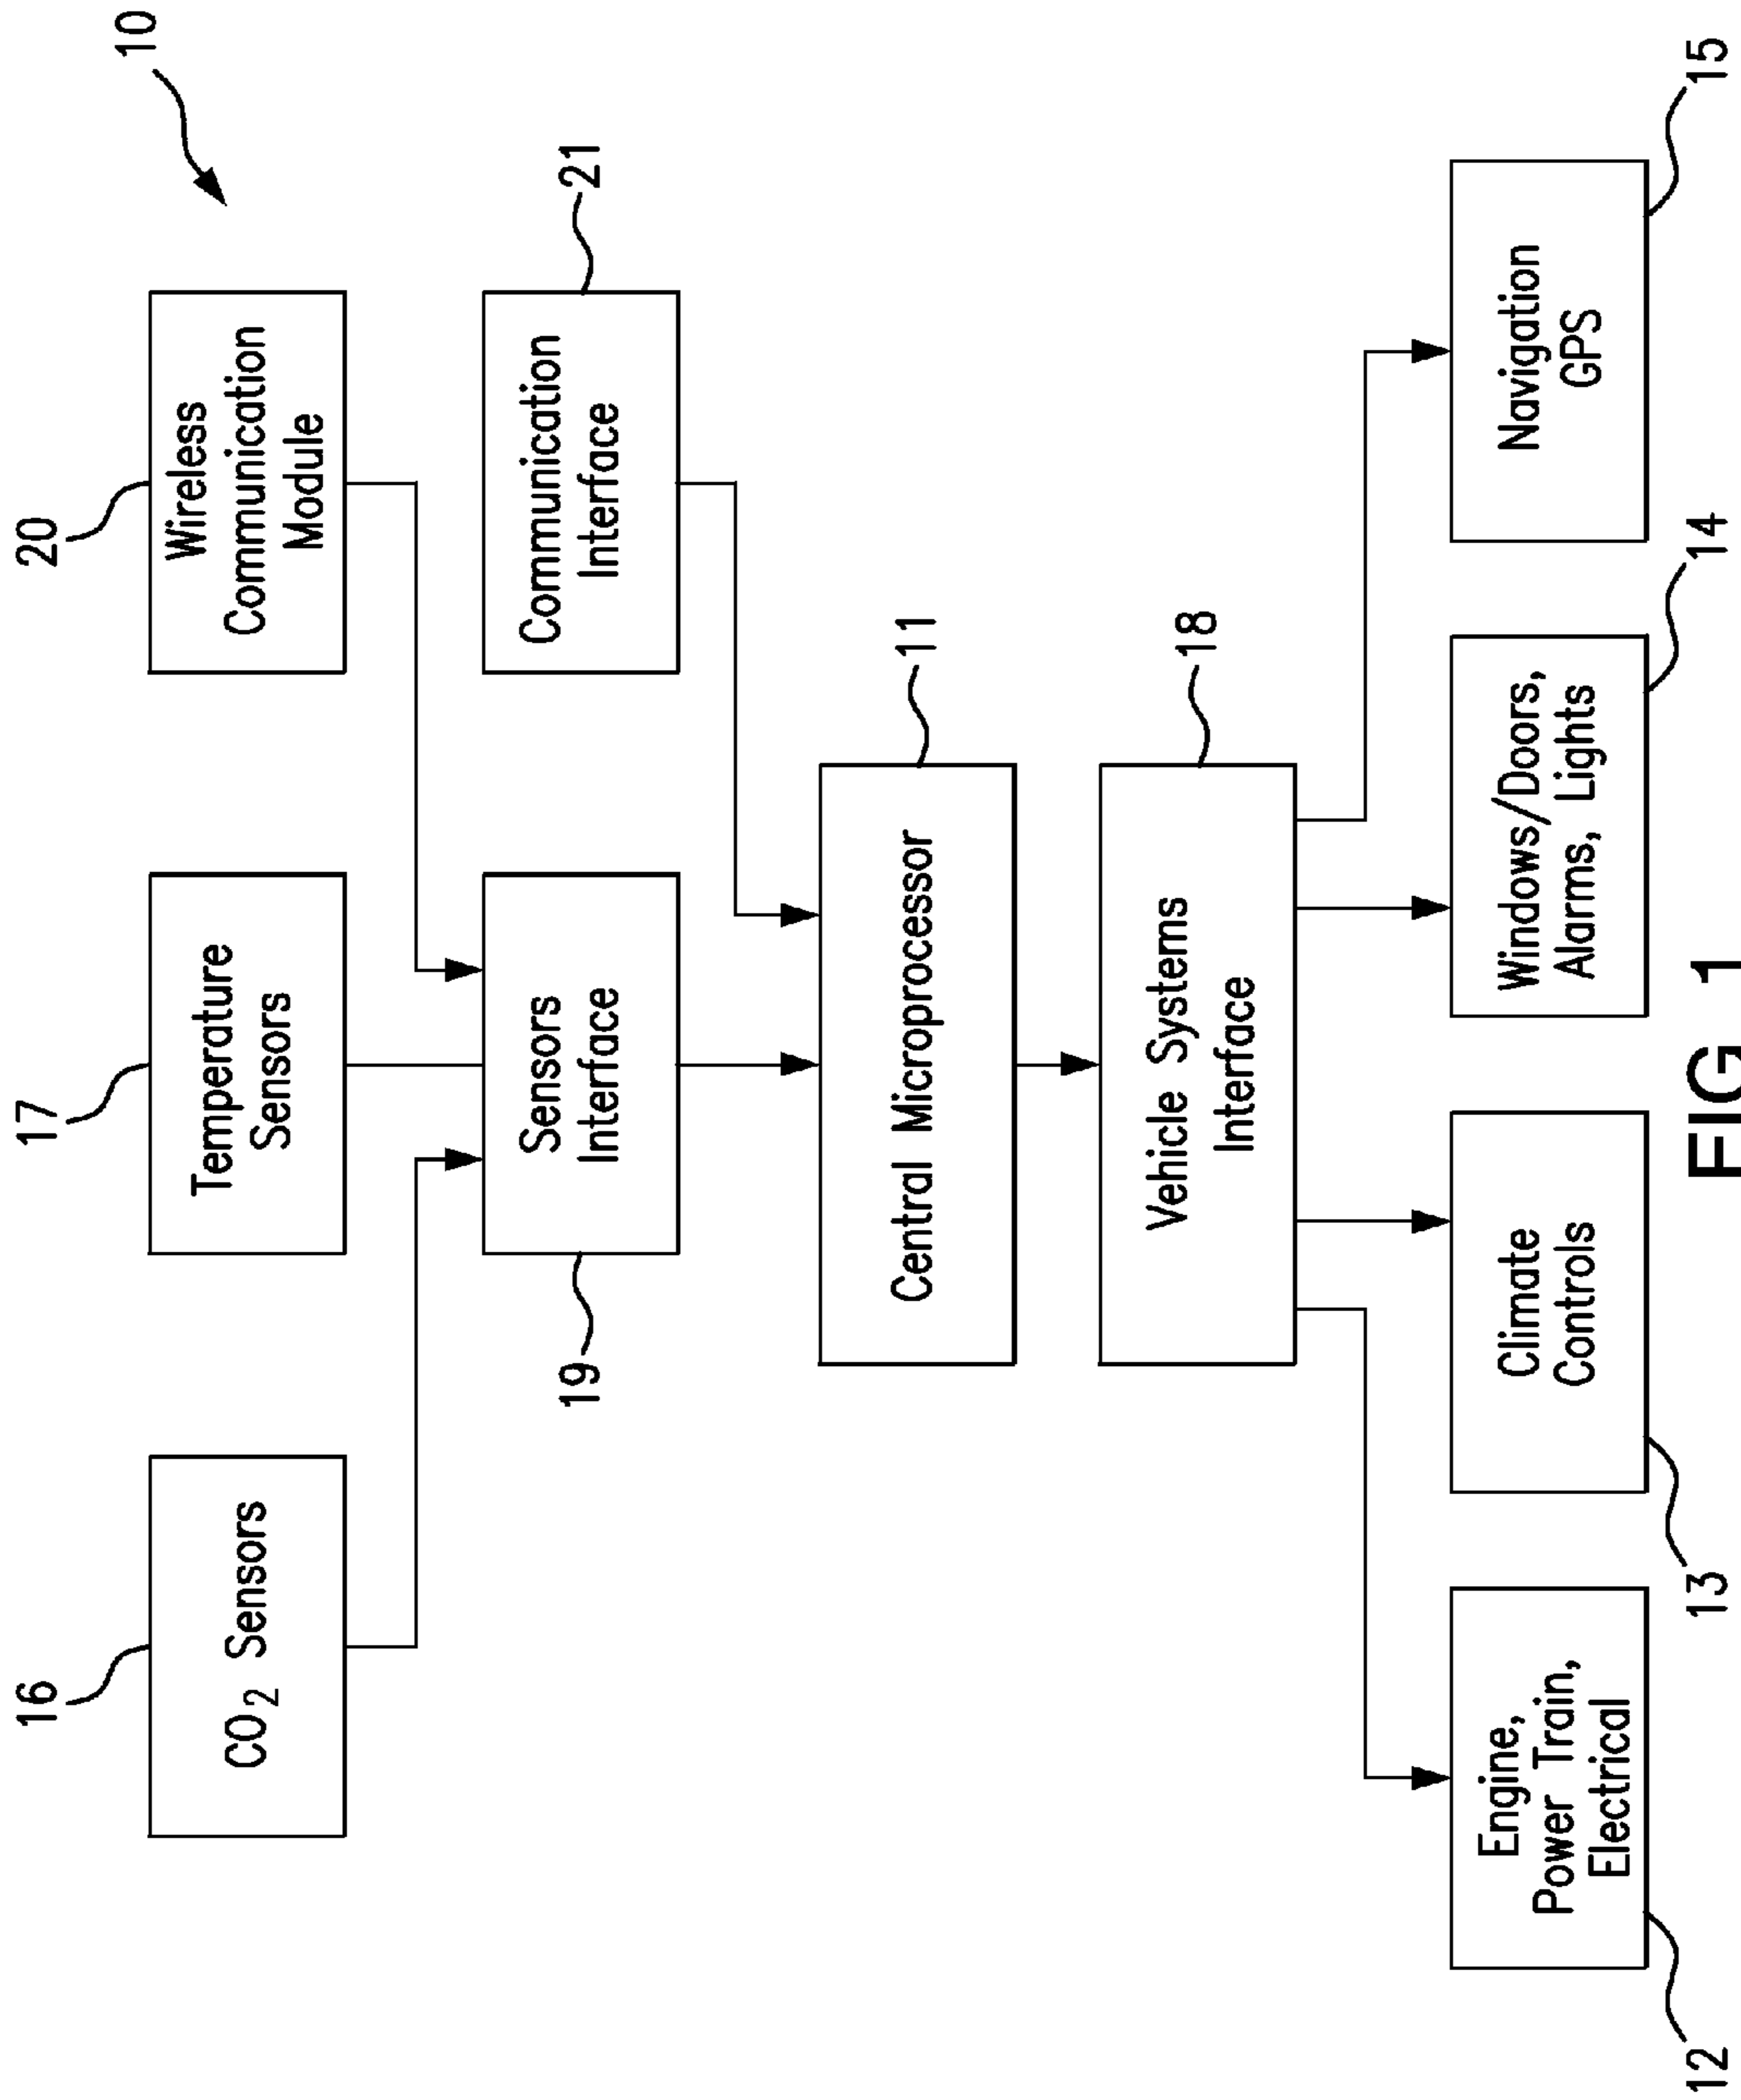 10
16
17
20
CO₂ Sensors
Temperature
Sensors
Wireless
Communication
Module
19
Sensors
Interface
Communication
Interface
21
Central Microprocessor
11
Vehicle Systems
Interface
18
Engine,
Power Train,
Electrical
Climate
Controls
Windows/Doors,
Alarms, Lights
Navigation
GPS
12
13
14
15
FIG 1